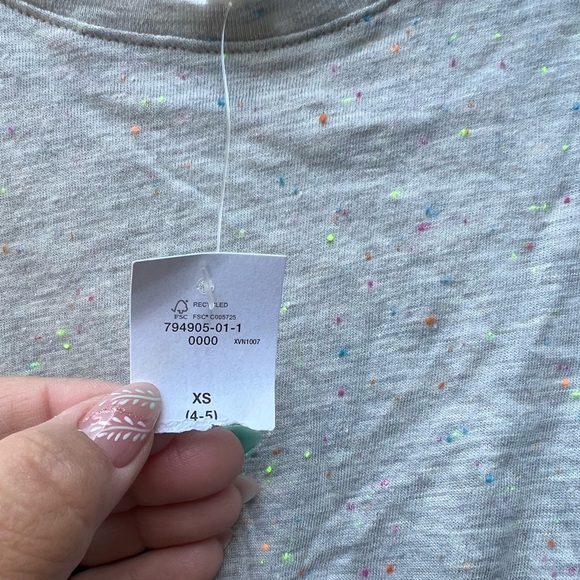 RECYCLED
FSC FSC® C005725
794905-01-1
0000 XVN1007
XS
(4-5)